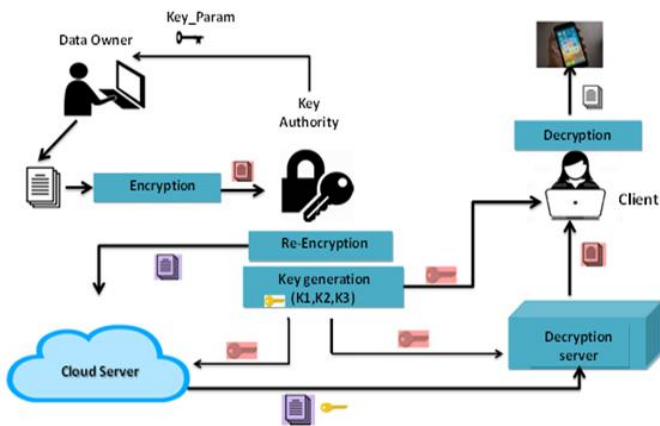 Key_Param
Data Owner
Key
Authority
Encryption
Decryption
Client
Re-Encryption
Key generation
(K1,K2,K3)
Cloud Server
Decryption
server